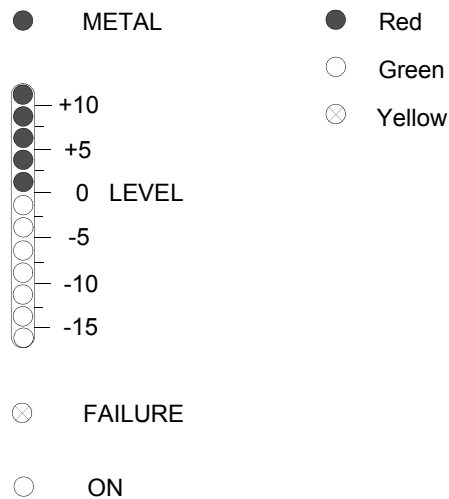 METAL
Red
Green
Yellow
+10
+5
0 LEVEL
-5
-10
-15
FAILURE
ON